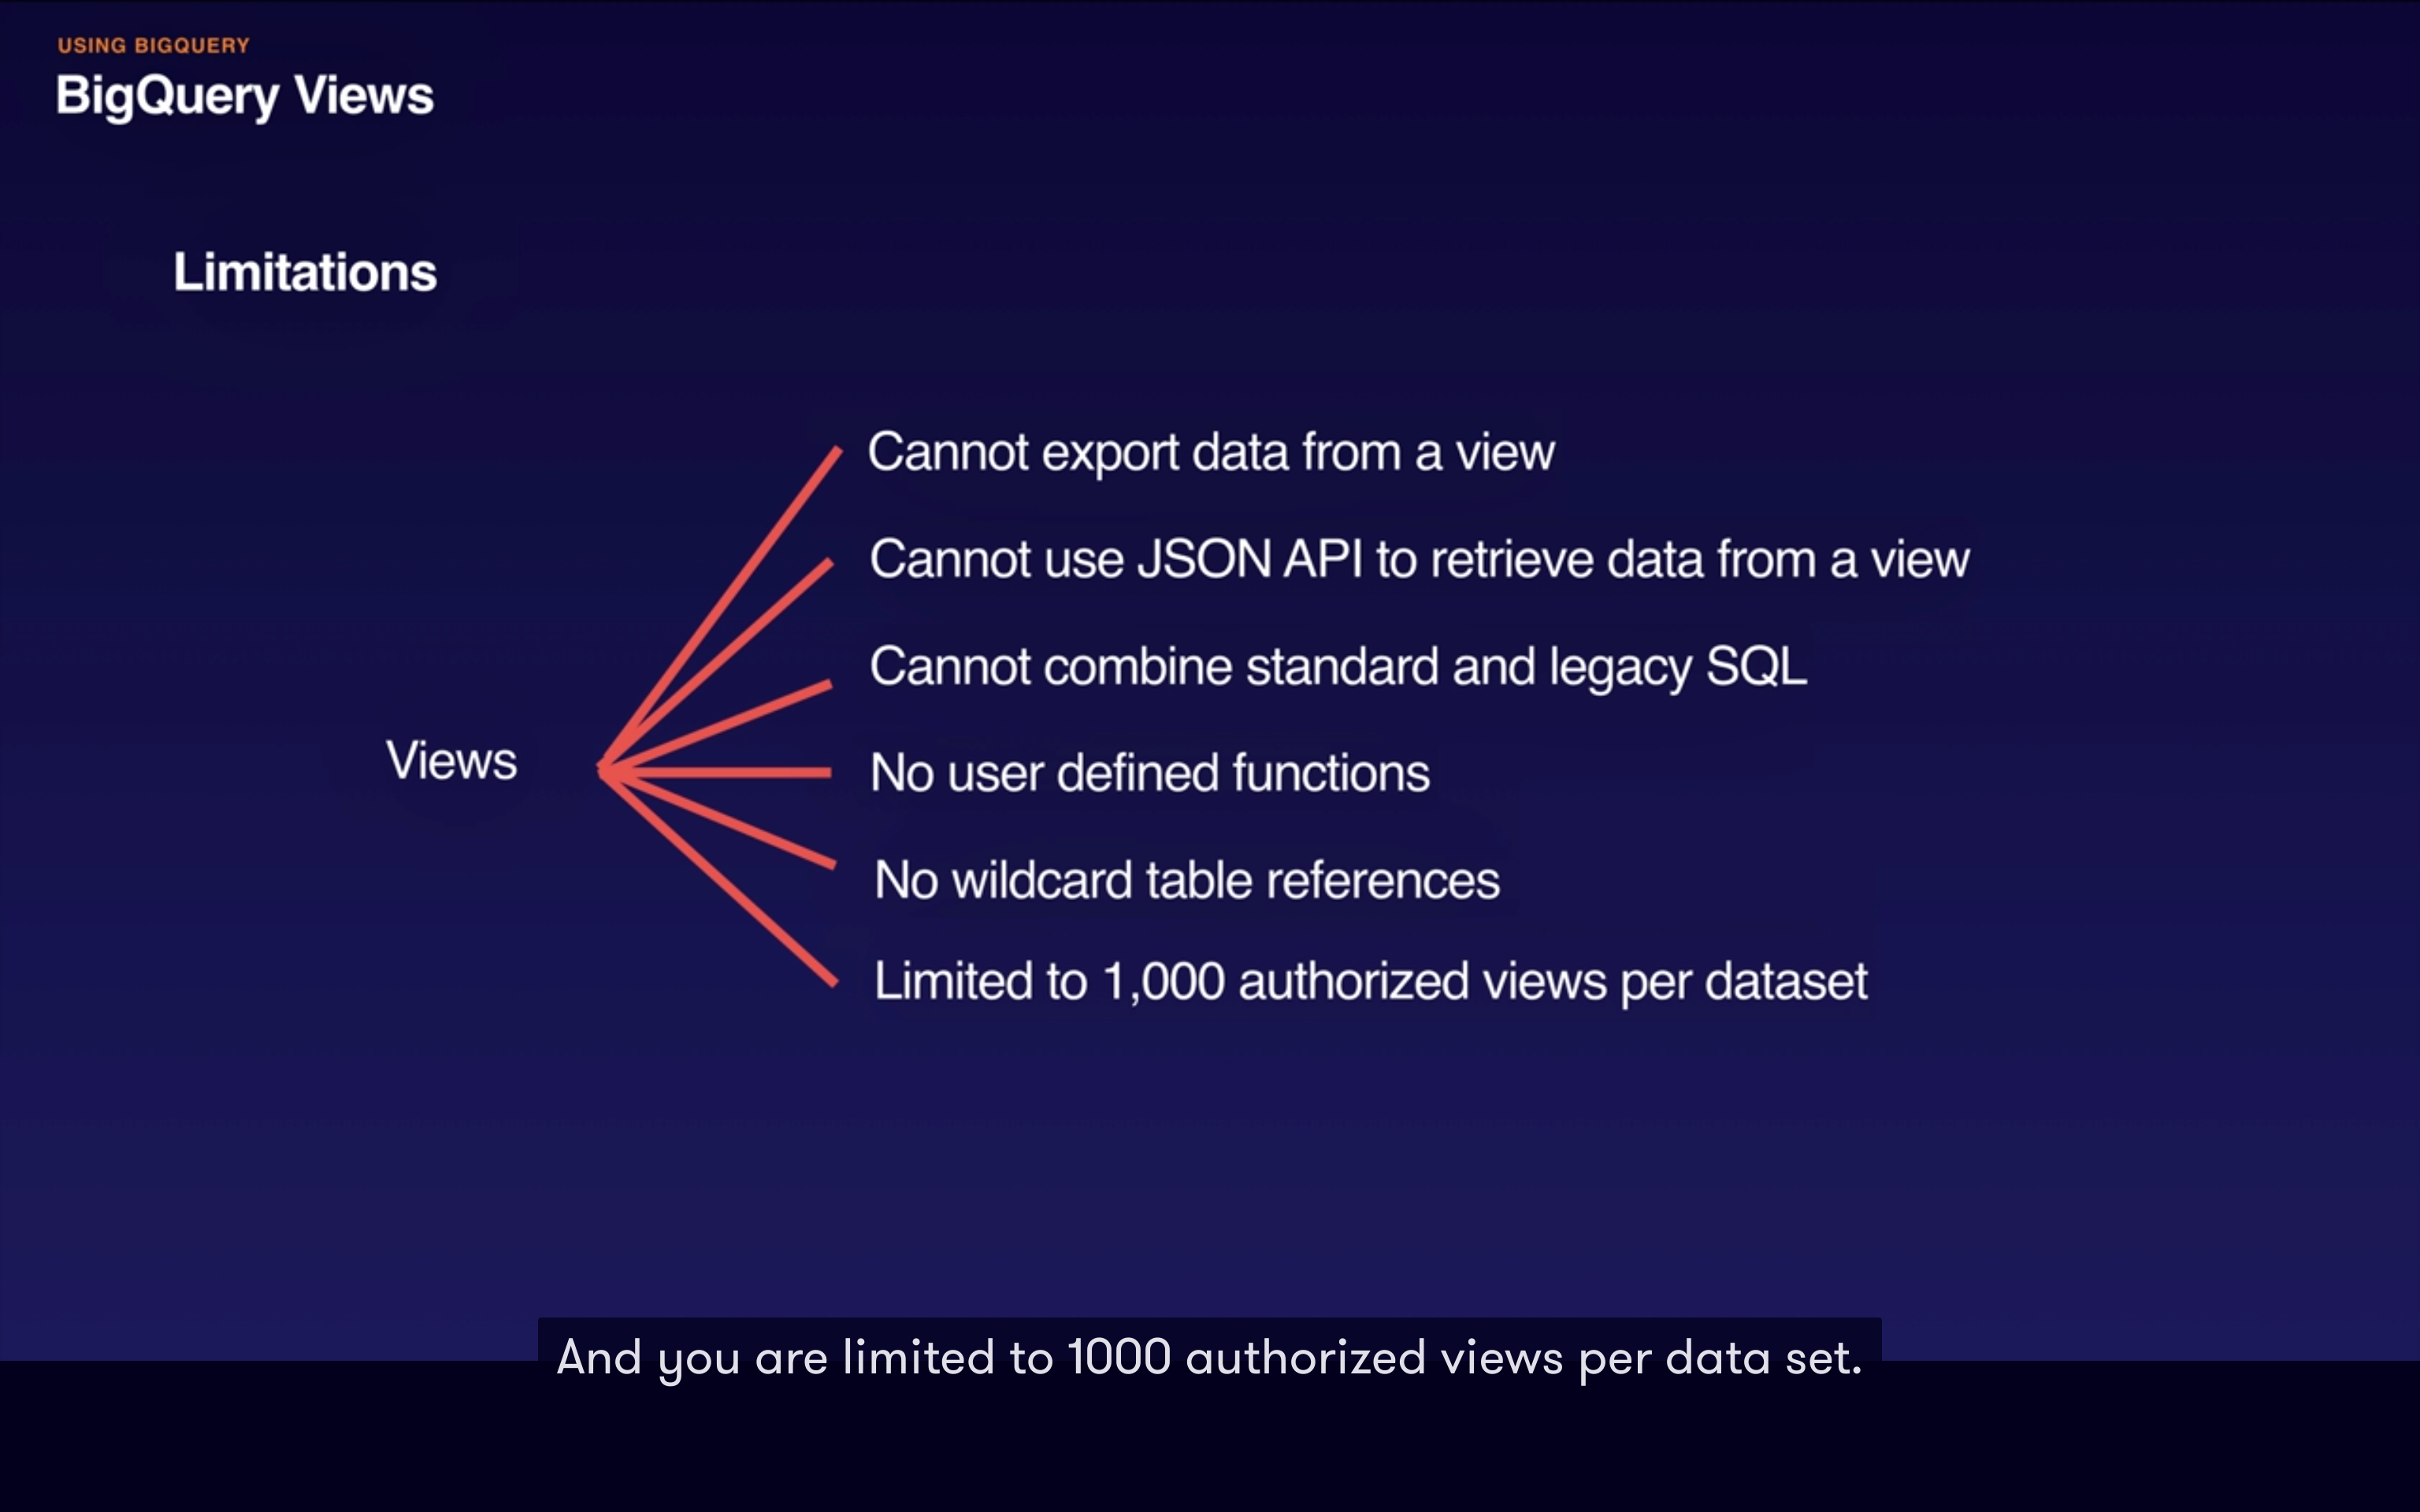 USING BIGQUERY
BigQuery Views
Limitations
Views
Cannot export data from a view
Cannot use JSON API to retrieve data from a view
Cannot combine standard and legacy SQL
No user defined functions
No wildcard table references
Limited to 1,000 authorized views per dataset
And you are limited to 1000 authorized views per data set.